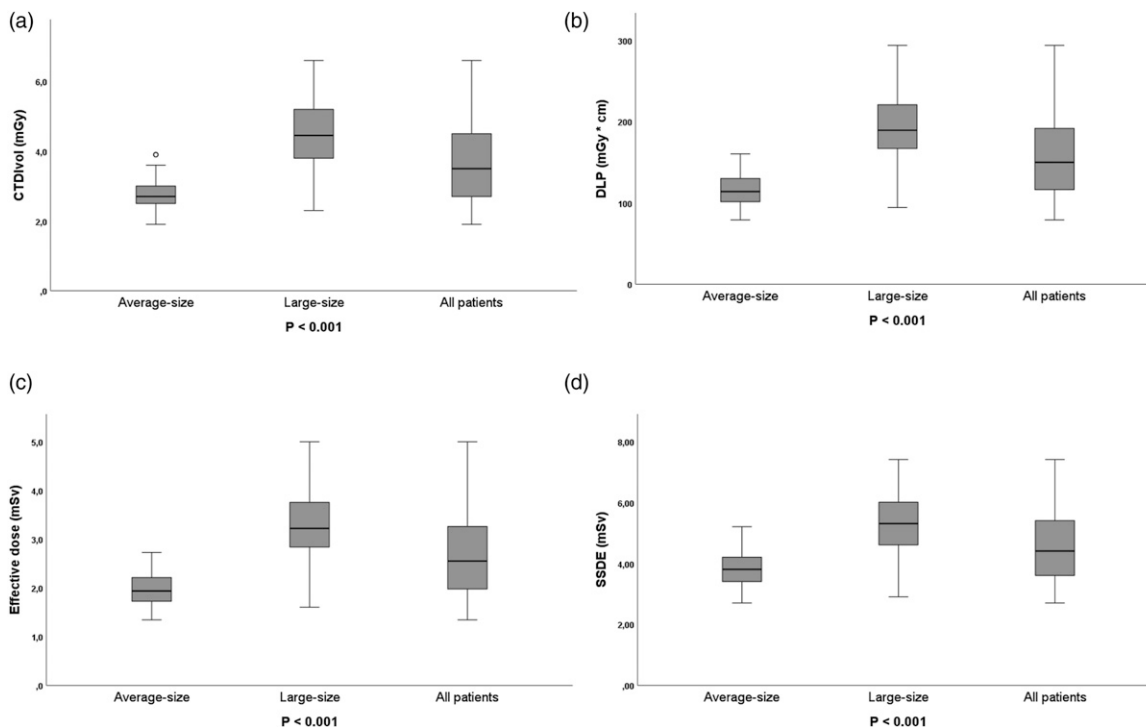 (a)
CTDIvol (mGy)
6,0
4,0
2,0
,0
Average-size
Large-size
All patients
P < 0.001
(b)
DLP (mGy * cm)
300
200
100
0
Average-size
Large-size
All patients
P < 0.001
(c)
Effective dose (mSv)
5,0
4,0
3,0
2,0
1,0
,0
Average-size
Large-size
All patients
P < 0.001
(d)
SSDE (mSv)
8,00
6,00
4,00
2,00
,00
Average-size
Large-size
All patients
P < 0.001